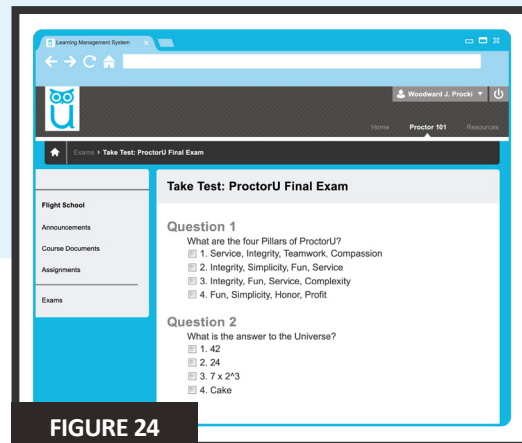 Learning Management System
Woodward J. Procki
Home Proctor 101 Resources
Exams › Take Test: ProctorU Final Exam
Flight School
Announcements
Course Documents
Assignments
Exams
Take Test: ProctorU Final Exam
Question 1
What are the four Pillars of ProctorU?
1. Service, Integrity, Teamwork, Compassion
2. Integrity, Simplicity, Fun, Service
3. Integrity, Fun, Service, Complexity
4. Fun, Simplicity, Honor, Profit
Question 2
What is the answer to the Universe?
1. 42
2. 24
3. 7 x 2^3
4. Cake
FIGURE 24